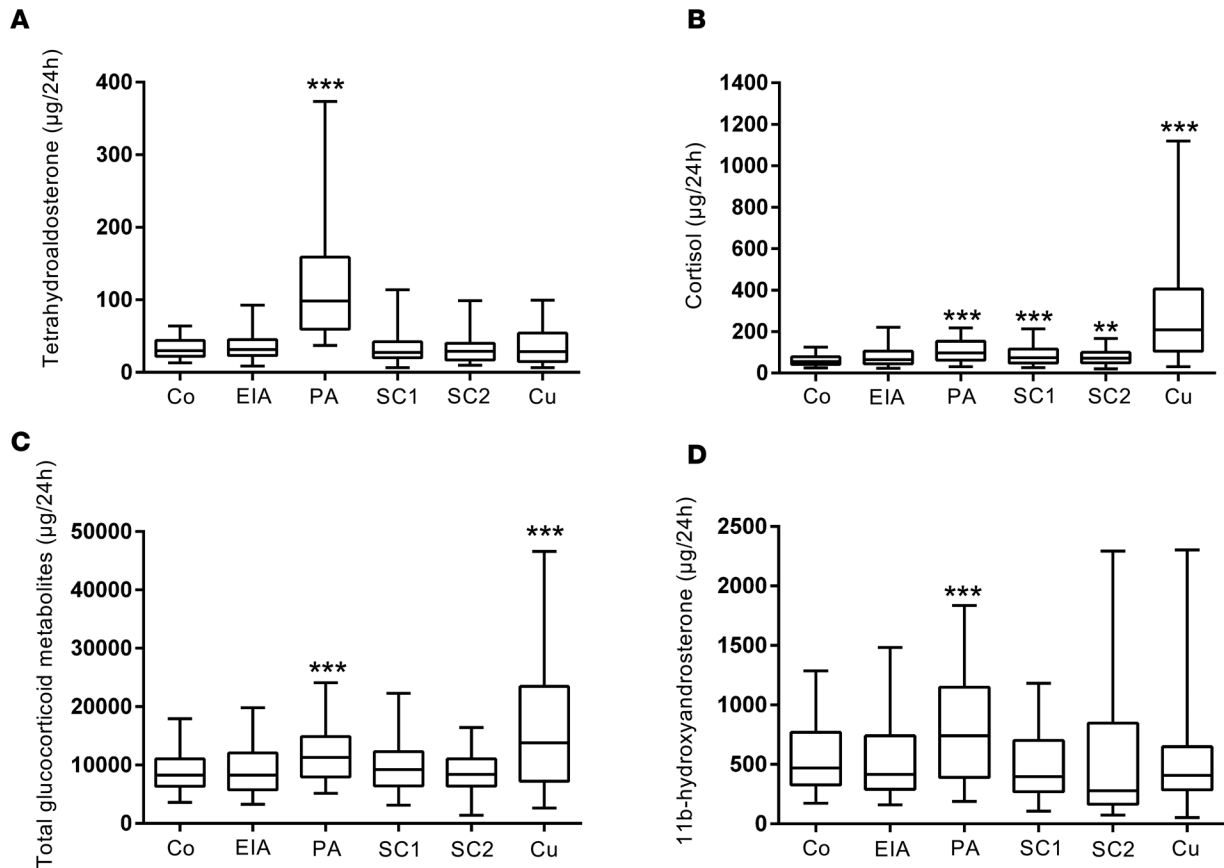 A
Tetrahydroaldosterone (µg/24h)
400
300
200
100
0
***
Co EIA PA SC1 SC2 Cu
B
Cortisol (µg/24h)
1400
1200
1000
800
600
400
200
0
*** *** ** ***
Co EIA PA SC1 SC2 Cu
C
Total glucocorticoid metabolites (µg/24h)
50000
40000
30000
20000
10000
0
*** ***
Co EIA PA SC1 SC2 Cu
D
11b-hydroxyandrosterone (µg/24h)
2500
2000
1500
1000
500
0
***
Co EIA PA SC1 SC2 Cu